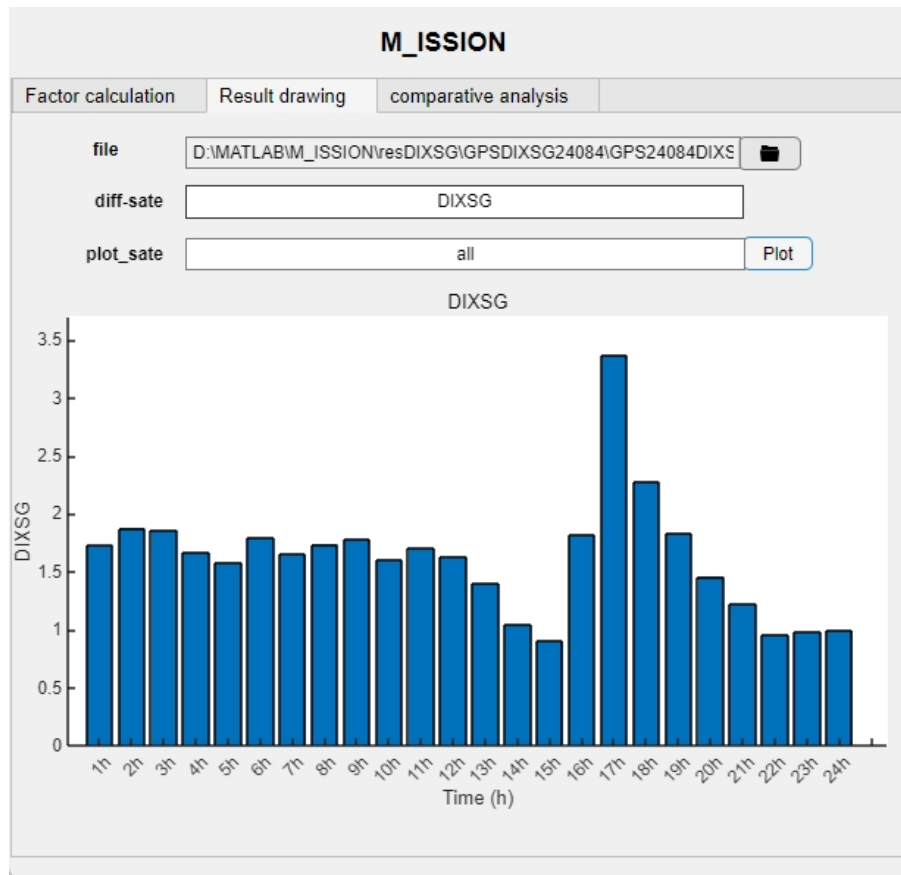 M_ISSION
Factor calculation Result drawing comparative analysis
file D:\MATLAB\M_ISSION\resDIXSG\GPSDIXSG24084\GPS24084DIXS
diff-sate DIXSG
plot_sate all Plot
DIXSG
3.5
3
2.5
2
1.5
1
0.5
0
DIXSG
1h 2h 3h 4h 5h 6h 7h 8h 9h 10h 11h 12h 13h 14h 15h 16h 17h 18h 19h 20h 21h 22h 23h 24h
Time (h)